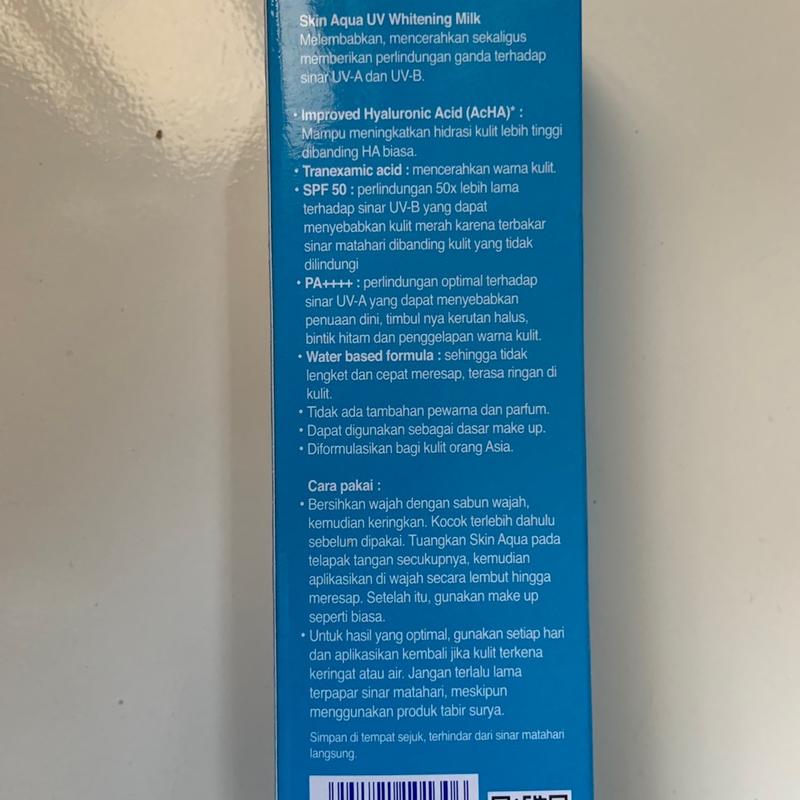 Skin Aqua UV Whitening Milk
Melembabkan, mencerahkan sekaligus
memberikan perlindungan ganda terhadap
sinar UV-A dan UV-B.
• Improved Hyaluronic Acid (AcHA)* :
Mampu meningkatkan hidrasi kulit lebih tinggi
dibanding HA biasa.
• Tranexamic acid : mencerahkan warna kulit.
• SPF 50 : perlindungan 50x lebih lama
terhadap sinar UV-B yang dapat
menyebabkan kulit merah karena terbakar
sinar matahari dibanding kulit yang tidak
dilindungi
• PA++++ : perlindungan optimal terhadap
sinar UV-A yang dapat menyebabkan
penuaan dini, timbul nya kerutan halus,
bintik hitam dan penggelapan warna kulit.
• Water based formula : sehingga tidak
lengket dan cepat meresap, terasa ringan di
kulit.
• Tidak ada tambahan pewarna dan parfum.
• Dapat digunakan sebagai dasar make up.
• Diformulasikan bagi kulit orang Asia.
Cara pakai :
• Bersihkan wajah dengan sabun wajah,
kemudian keringkan. Kocok terlebih dahulu
sebelum dipakai. Tuangkan Skin Aqua pada
telapak tangan secukupnya, kemudian
aplikasikan di wajah secara lembut hingga
meresap. Setelah itu, gunakan make up
seperti biasa.
• Untuk hasil yang optimal, gunakan setiap hari
dan aplikasikan kembali jika kulit terkena
keringat atau air. Jangan terlalu lama
terpapar sinar matahari, meskipun
menggunakan produk tabir surya.
Simpan di tempat sejuk, terhindar dari sinar matahari
langsung.